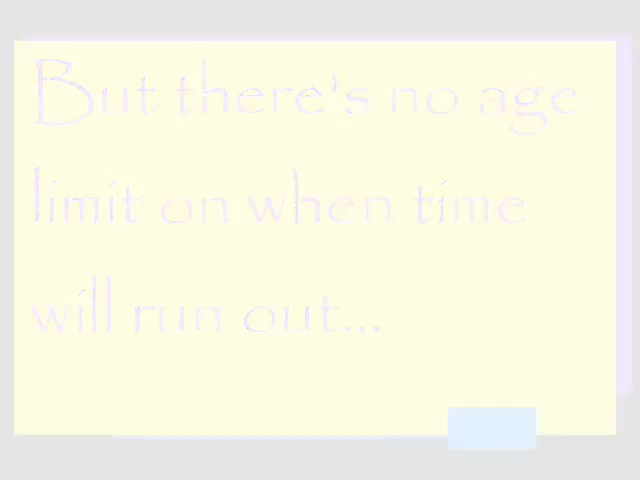 But there's no age
limit on when time
will run out...